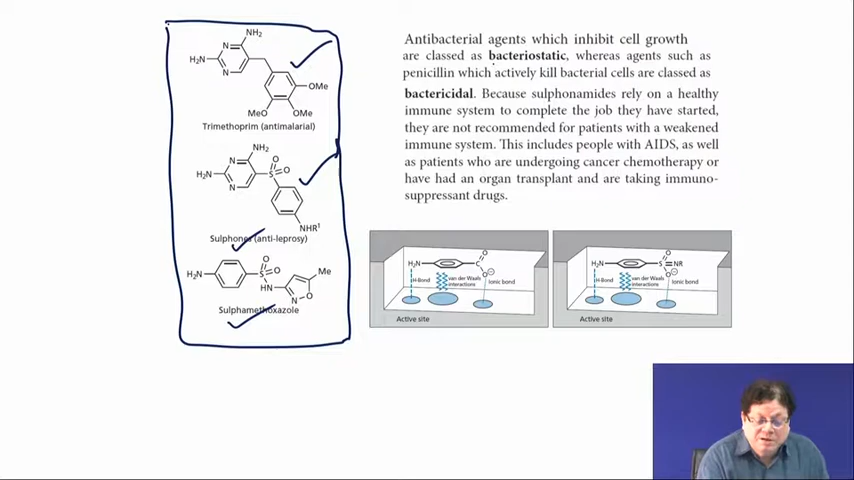 NH₂
N
H₂N
N
OMe
MeO
OMe
Trimethoprim (antimalarial)
NH₂
O
N
S
O
H₂N
N
NHR¹
Sulphones (anti-leprosy)
O
Me
H₂N
S
O
HN
N
O
Sulphamethoxazole
Antibacterial agents which inhibit cell growth
are classed as bacteriostatic, whereas agents such as
penicillin which actively kill bacterial cells are classed as
bactericidal. Because sulphonamides rely on a healthy
immune system to complete the job they have started,
they are not recommended for patients with a weakened
immune system. This includes people with AIDS, as well
as patients who are undergoing cancer chemotherapy or
have had an organ transplant and are taking immuno-
suppressant drugs.
O
H₂N
C
O
H-Bond
van der Waals
interactions
Ionic bond
Active site
O
H₂N
S
NR
O
H-Bond
van der Waals
interactions
Ionic bond
Active site